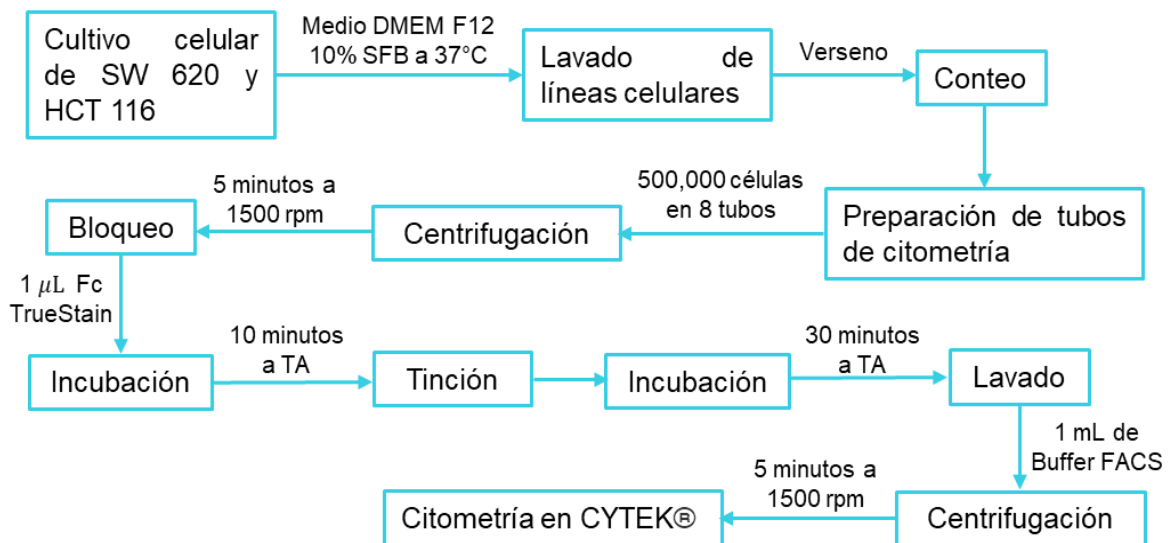 Cultivo celular
de SW 620 y
HCT 116
Medio DMEM F12
10% SFB a 37°C
Lavado de
líneas celulares
Verseno
Conteo
Preparación de tubos
de citometría
500,000 células
en 8 tubos
Centrifugación
5 minutos a
1500 rpm
Bloqueo
1 μL Fc
TrueStain
Incubación
10 minutos
a TA
Tinción
Incubación
30 minutos
a TA
Lavado
1 mL de
Buffer FACS
Centrifugación
5 minutos a
1500 rpm
Citometría en CYTEK®